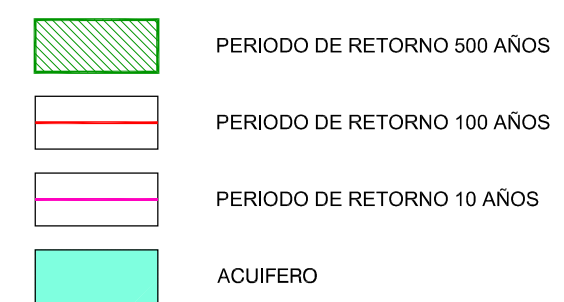 PERIODO DE RETORNO 500 AÑOS
PERIODO DE RETORNO 100 AÑOS
PERIODO DE RETORNO 10 AÑOS
ACUIFERO